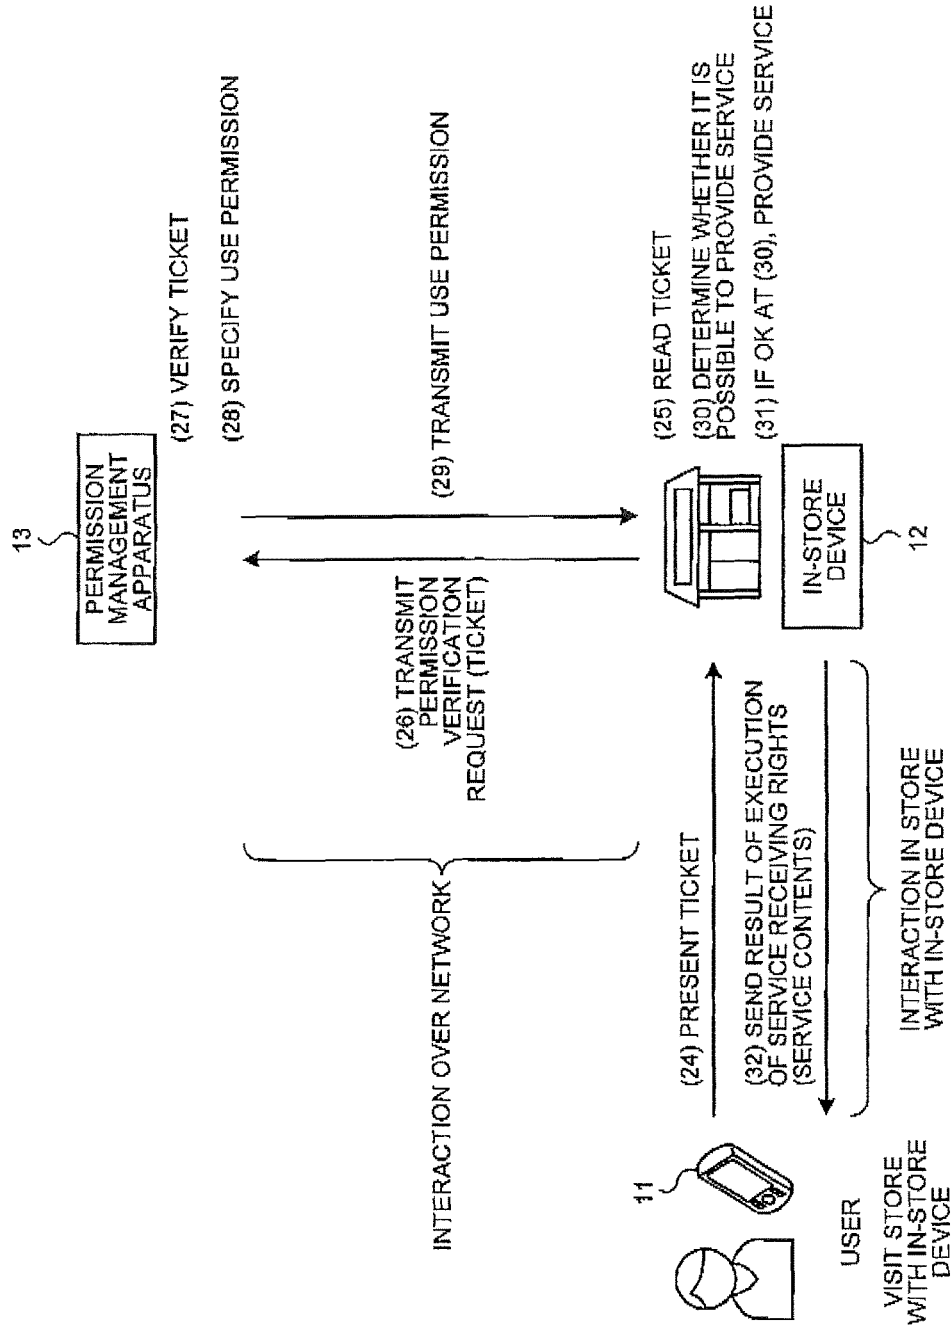 13
PERMISSION
MANAGEMENT
APPARATUS
(27) VERIFY TICKET
(28) SPECIFY USE PERMISSION
INTERACTION OVER NETWORK
(26) TRANSMIT
PERMISSION
VERIFICATION
REQUEST (TICKET)
(29) TRANSMIT USE PERMISSION
11
USER
VISIT STORE
WITH IN-STORE
DEVICE
(24) PRESENT TICKET
(32) SEND RESULT OF EXECUTION
OF SERVICE RECEIVING RIGHTS
(SERVICE CONTENTS)
INTERACTION IN STORE
WITH IN-STORE DEVICE
(25) READ TICKET
(30) DETERMINE WHETHER IT IS
POSSIBLE TO PROVIDE SERVICE
(31) IF OK AT (30), PROVIDE SERVICE
IN-STORE
DEVICE
12